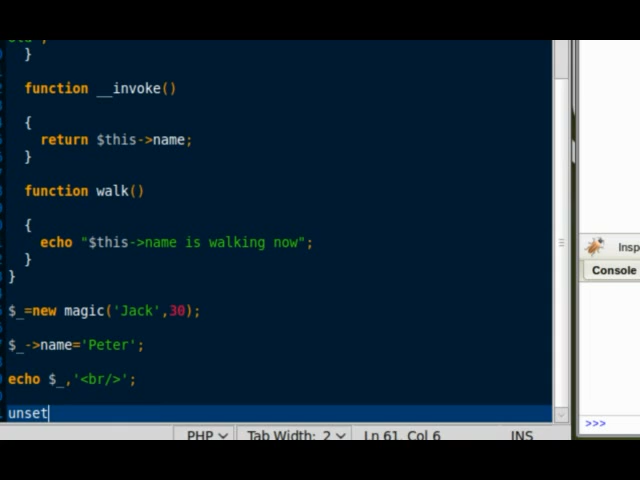 }
function __invoke()
{
return $this->name;
}
function walk()
{
echo "$this->name is walking now";
}
}
$_=new magic('Jack',30);
$_->name='Peter';
echo $_,'<br/>';
unset
PHP Tab Width: 2 Ln 61, Col 6 INS
Insp
Console
>>>